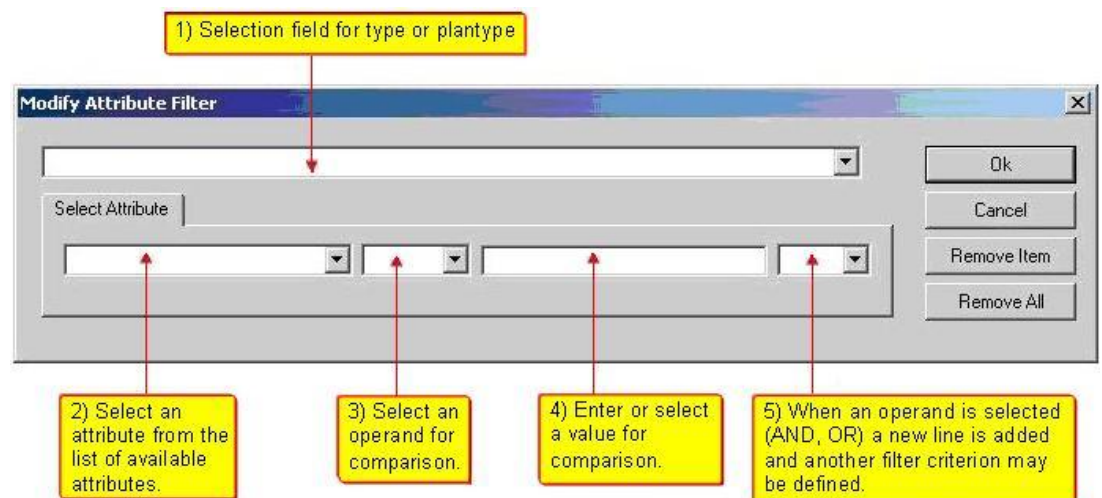 1) Selection field for type or plantype
Modify Attribute Filter
Ok
Select Attribute
Cancel
Remove Item
Remove All
2) Select an
attribute from the
list of available
attributes.
3) Select an
operand for
comparison.
4) Enter or select
a value for
comparison.
5) When an operand is selected
(AND, OR) a new line is added
and another filter criterion may
be defined.